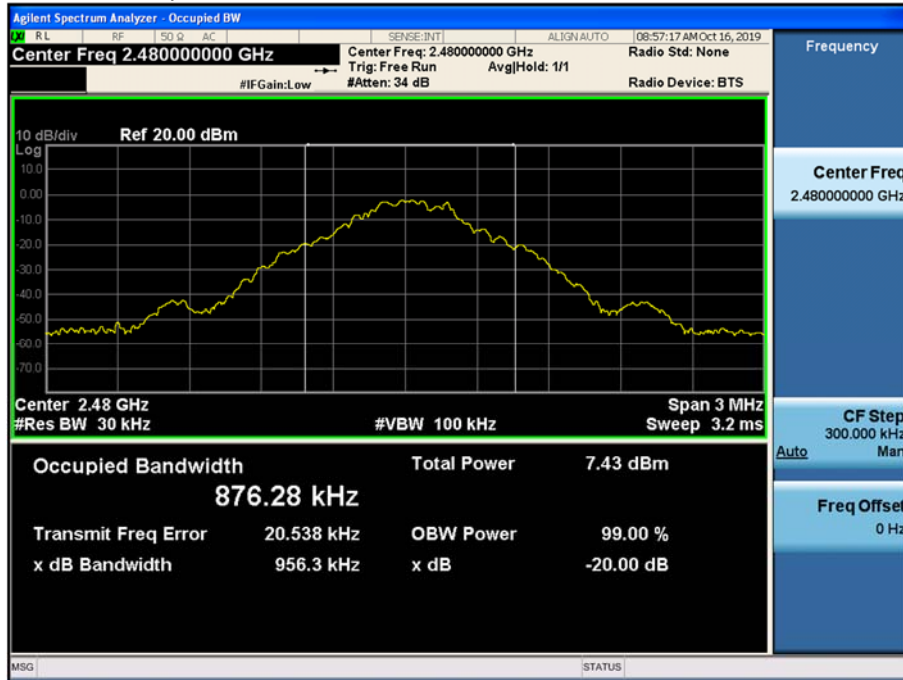 Agilent Spectrum Analyzer - Occupied BW
LXI RL RF 50 Ω AC SENSE:INT ALIGN AUTO 08:57:17 AM Oct 16, 2019
Center Freq 2.480000000 GHz Center Freq: 2.480000000 GHz Radio Std: None
Trig: Free Run Avg|Hold: 1/1
#IFGain:Low #Atten: 34 dB Radio Device: BTS
Frequency
10 dB/div Ref 20.00 dBm
Log
10.0
0.00
-10.0
-20.0
-30.0
-40.0
-50.0
-60.0
-70.0
Center 2.48 GHz Span 3 MHz
#Res BW 30 kHz #VBW 100 kHz Sweep 3.2 ms
Center Freq
2.480000000 GHz
CF Step
300.000 kHz
Auto Man
Freq Offset
0 Hz
Occupied Bandwidth Total Power 7.43 dBm
876.28 kHz
Transmit Freq Error 20.538 kHz OBW Power 99.00 %
x dB Bandwidth 956.3 kHz x dB -20.00 dB
MSG STATUS